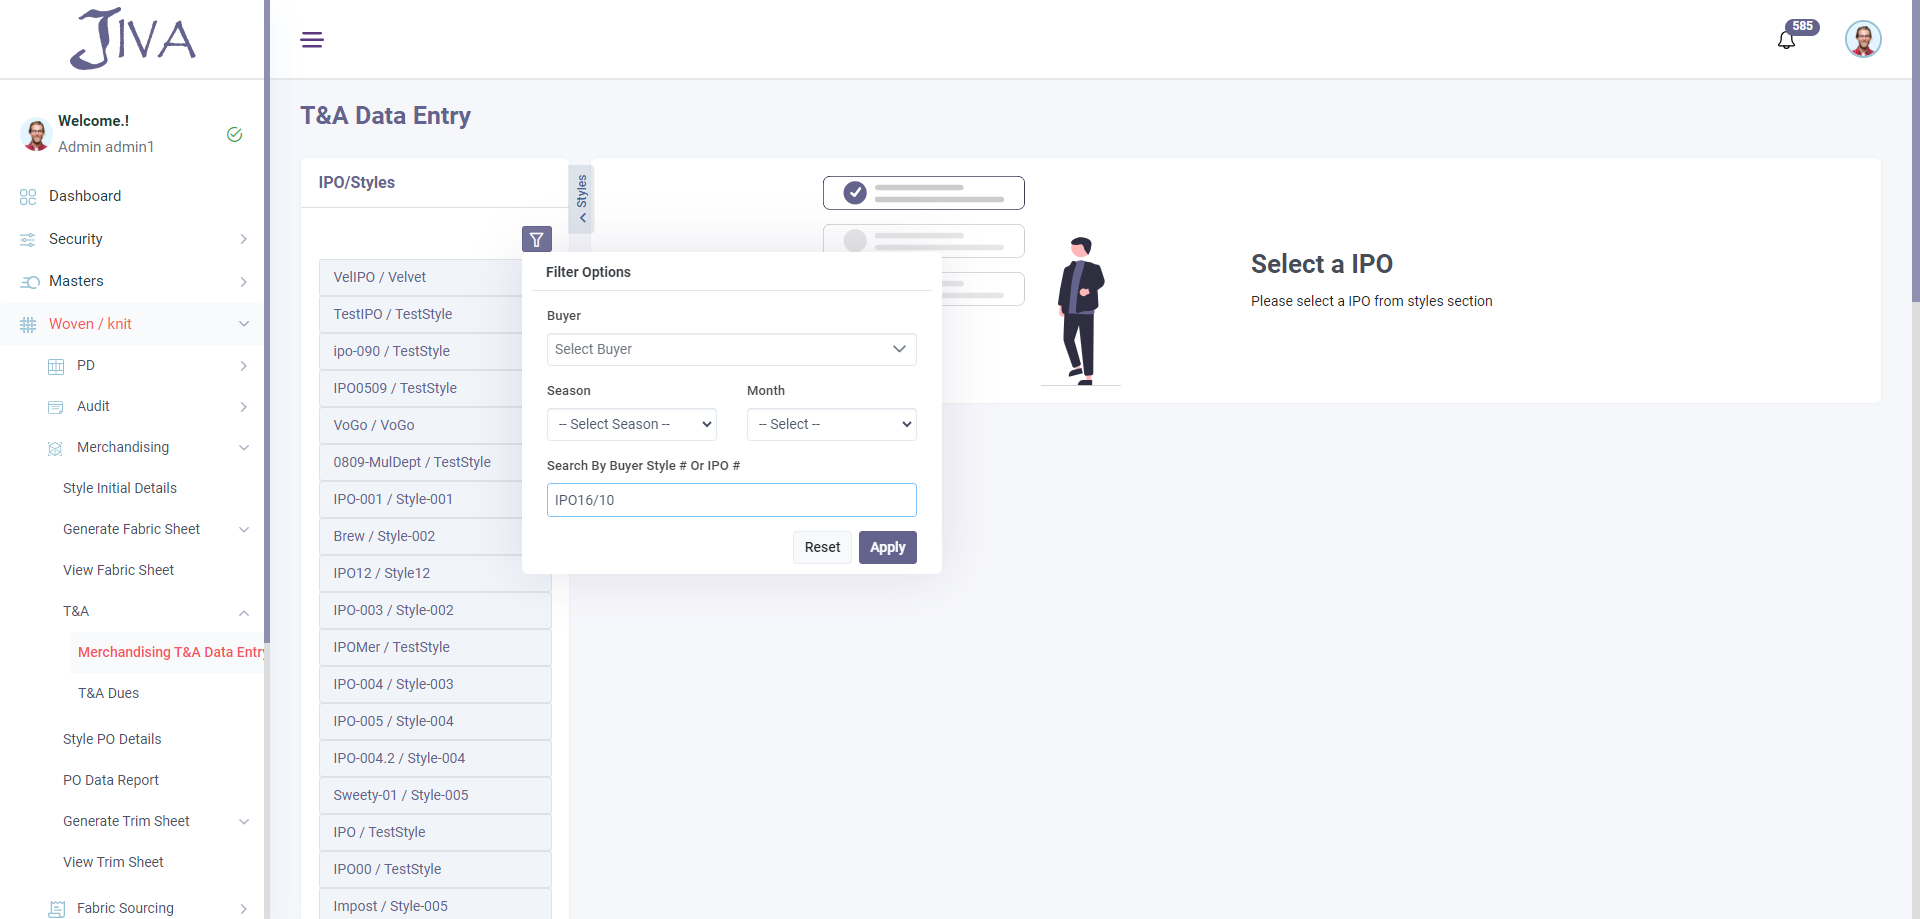 JIVA
585
Welcome.!
Admin admin1
Dashboard
Security
Masters
Woven / knit
PD
Audit
Merchandising
Style Initial Details
Generate Fabric Sheet
View Fabric Sheet
T&A
Merchandising T&A Data Entry
T&A Dues
Style PO Details
PO Data Report
Generate Trim Sheet
View Trim Sheet
Fabric Sourcing
T&A Data Entry
IPO/Styles
Styles
VelIPO / Velvet
TestIPO / TestStyle
ipo-090 / TestStyle
IPO0509 / TestStyle
VoGo / VoGo
0809-MulDept / TestStyle
IPO-001 / Style-001
Brew / Style-002
IPO12 / Style12
IPO-003 / Style-002
IPOMer / TestStyle
IPO-004 / Style-003
IPO-005 / Style-004
IPO-004.2 / Style-004
Sweety-01 / Style-005
IPO / TestStyle
IPO00 / TestStyle
Impost / Style-005
Filter Options
Buyer
Select Buyer
Season
Month
-- Select Season --
-- Select --
Search By Buyer Style # Or IPO #
IPO16/10
Reset
Apply
Select a IPO
Please select a IPO from styles section